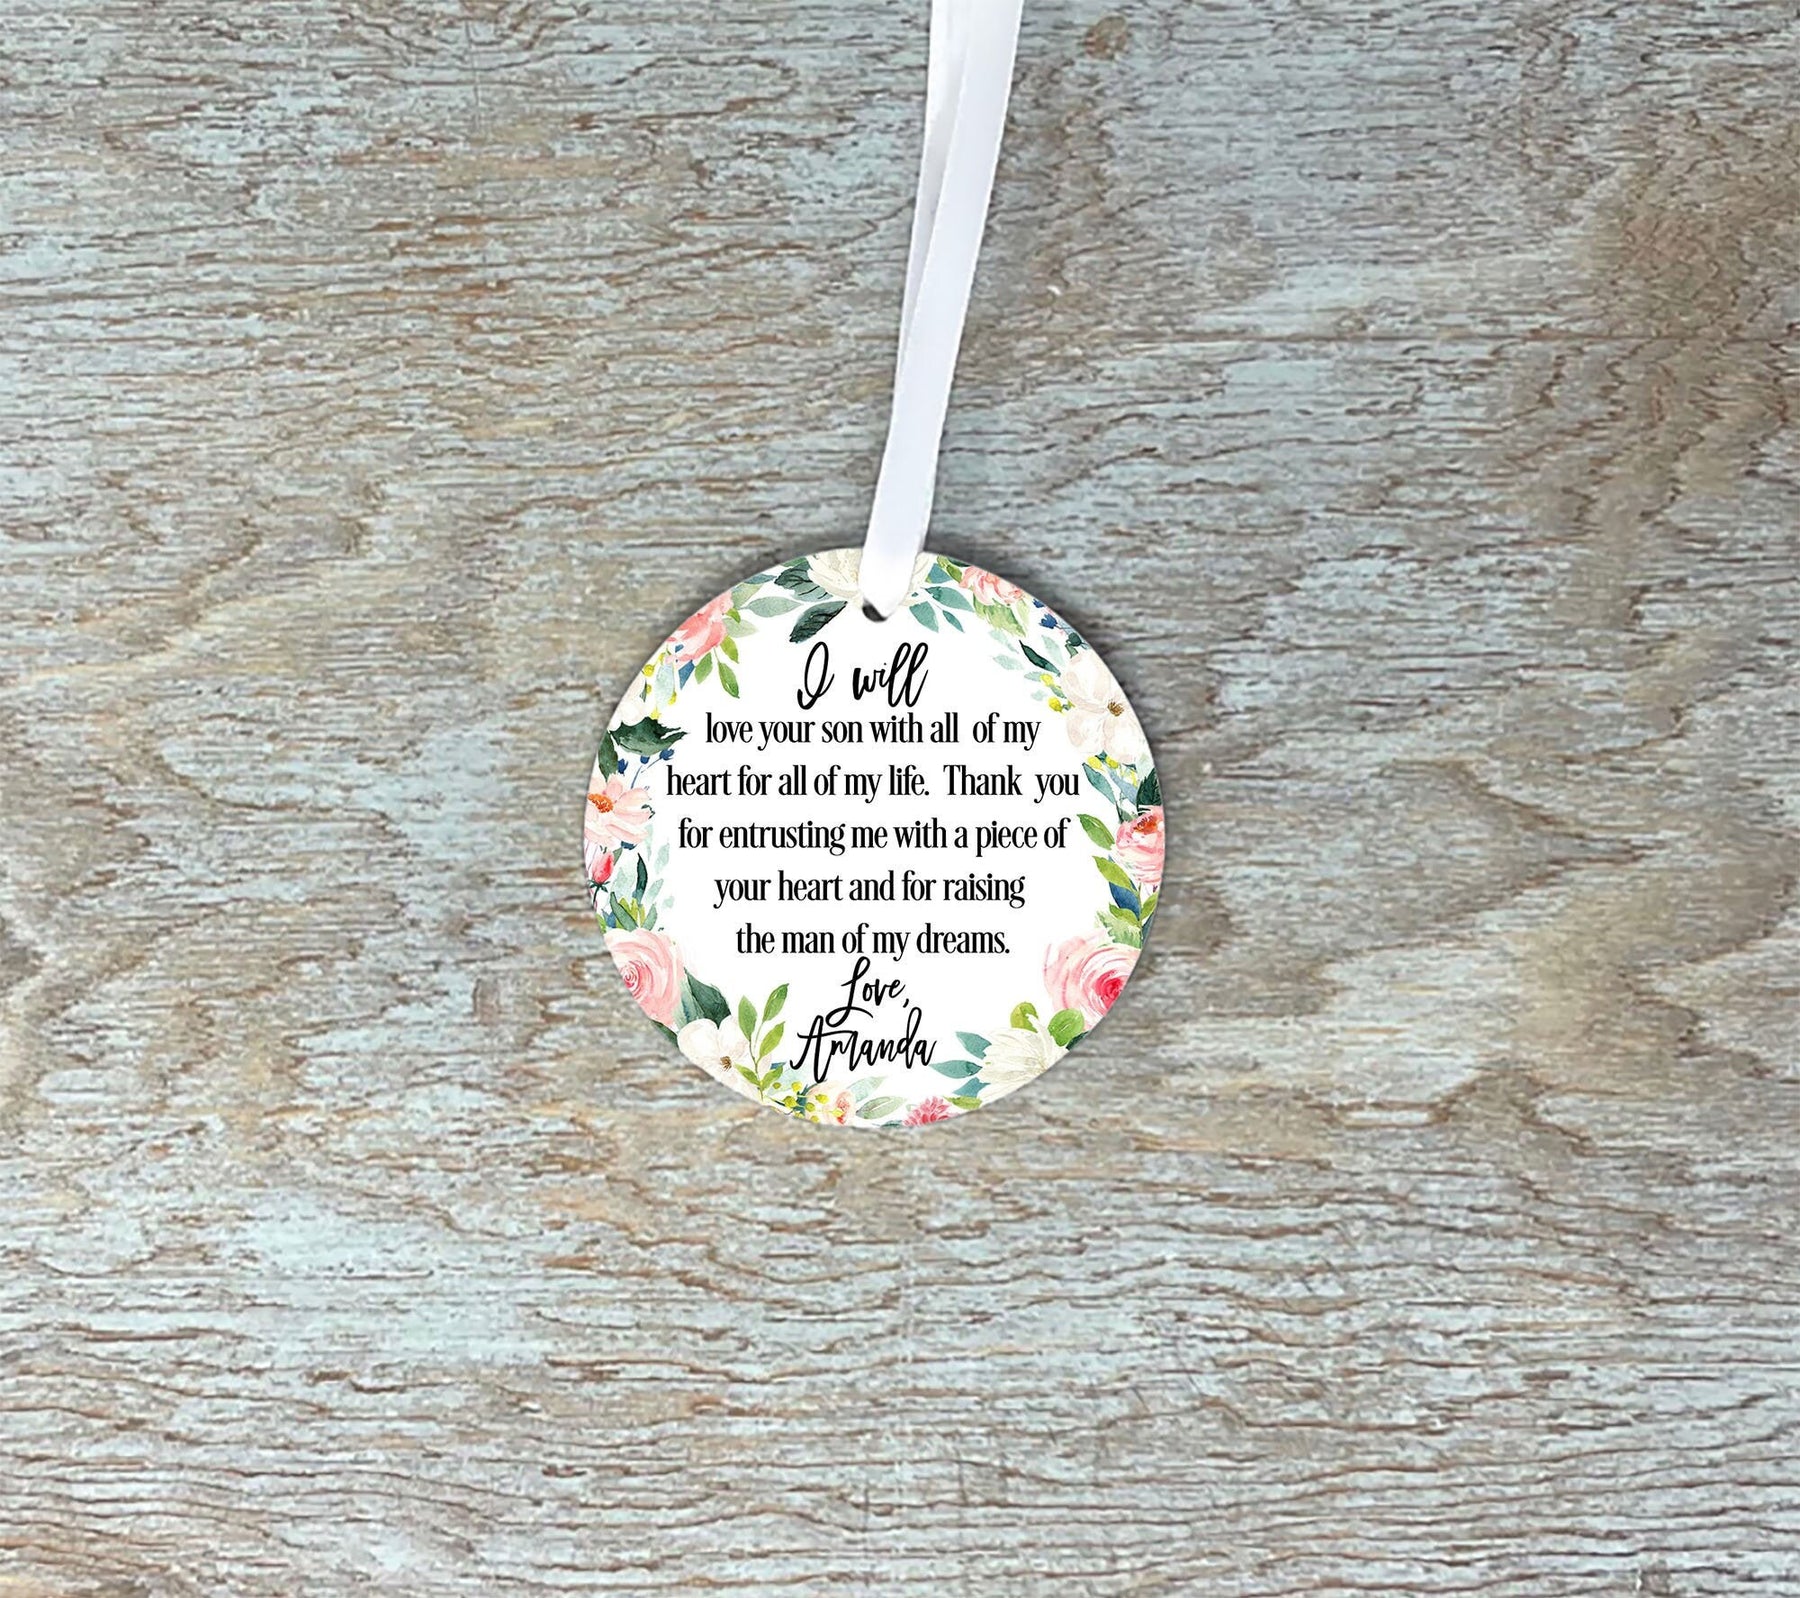 I will
love your son with all of my
heart for all of my life. Thank you
for entrusting me with a piece of
your heart and for raising
the man of my dreams.
Love,
Amanda